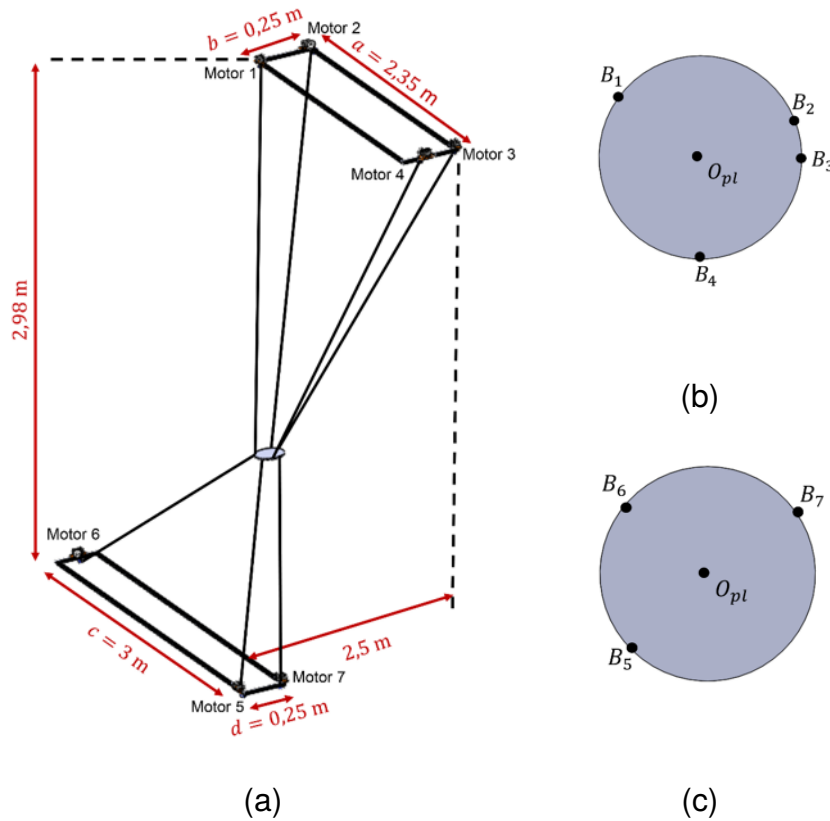 b = 0,25 m
Motor 2
Motor 1
a = 2,35 m
Motor 3
Motor 4
2,98 m
Motor 6
c = 3 m
2,5 m
Motor 7
Motor 5
d = 0,25 m
(a)
B₁
B₂
B₃
Oₚₗ
B₄
(b)
B₆
B₇
Oₚₗ
B₅
(c)